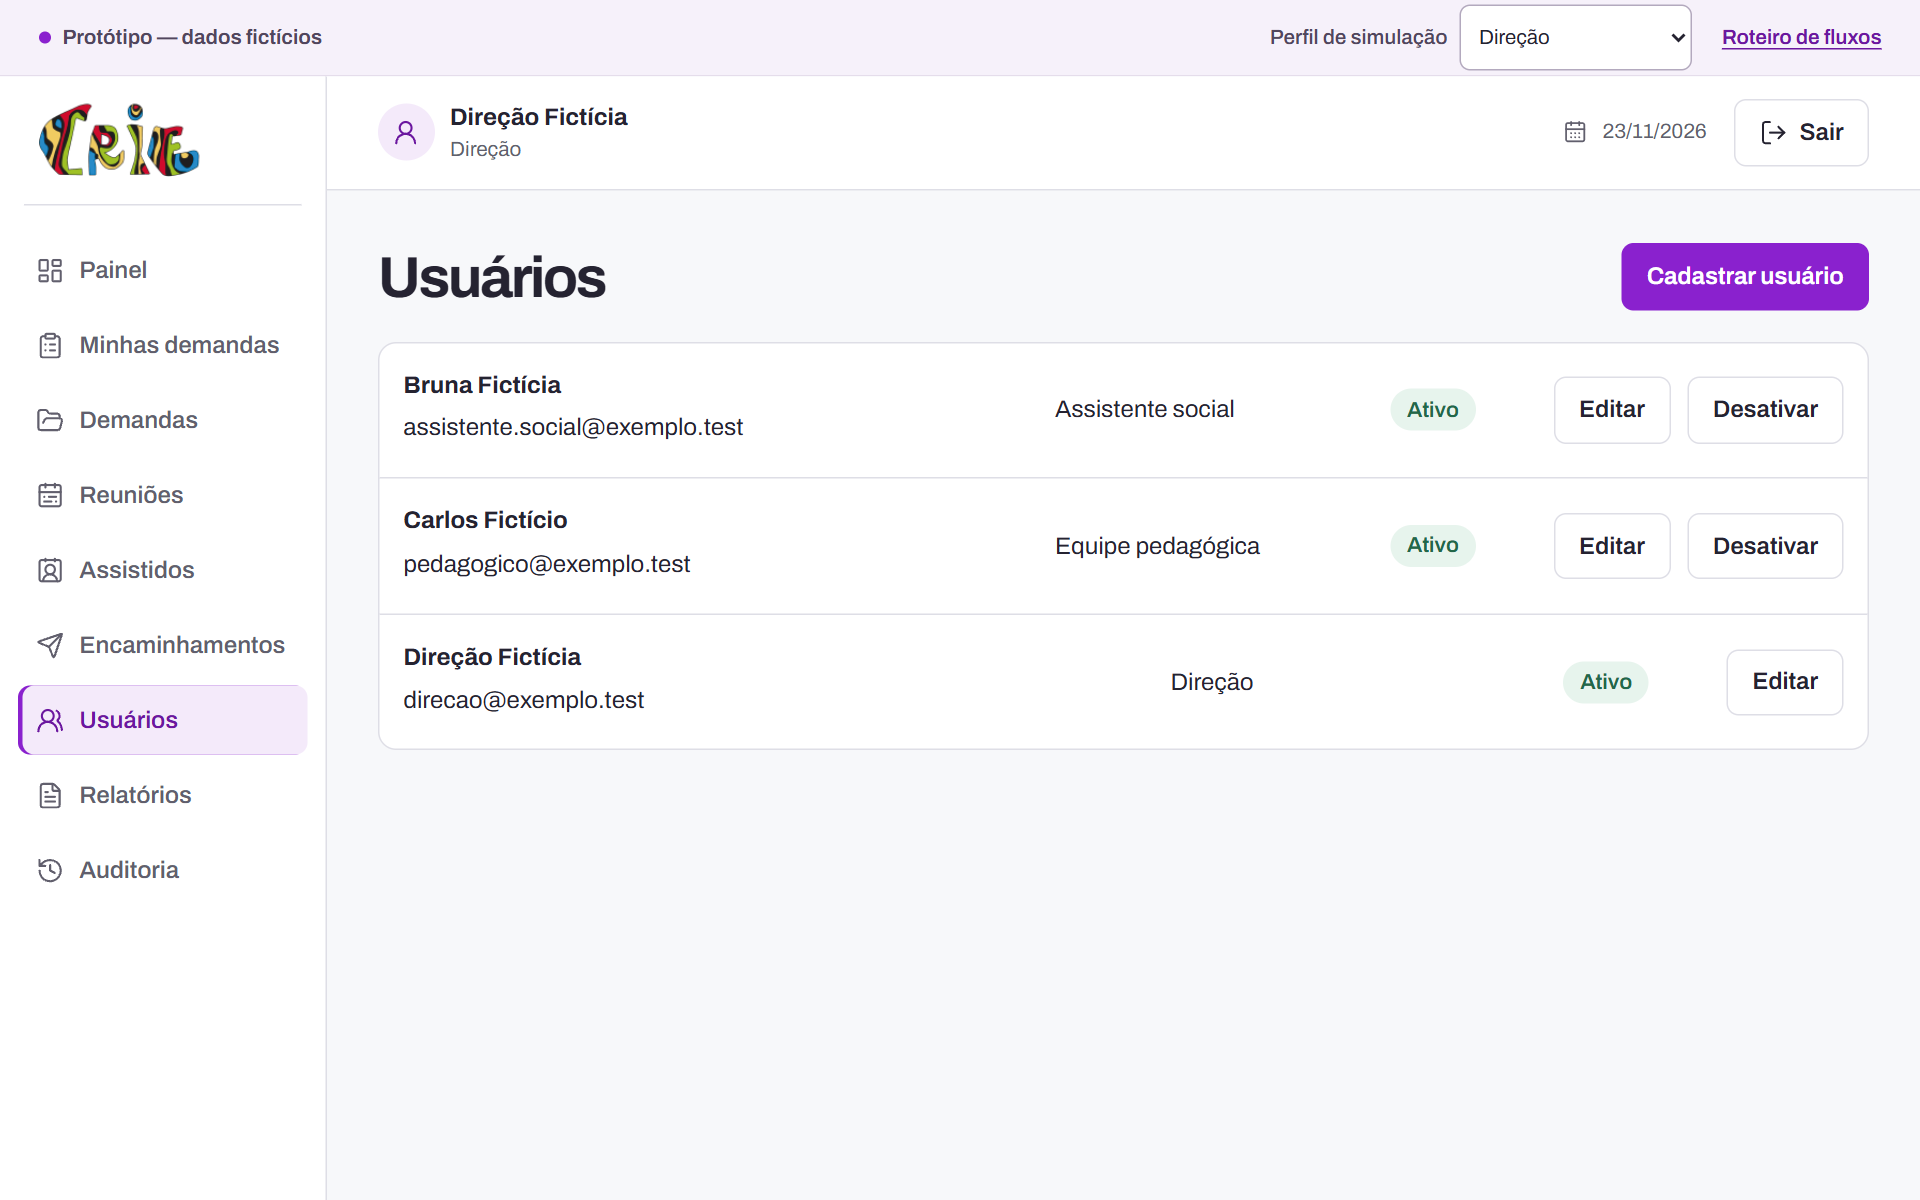 Protótipo — dados fictícios
Perfil de simulação
Direção
Roteiro de fluxos
Crie
Direção Fictícia
Direção
23/11/2026
Sair
Painel
Minhas demandas
Demandas
Reuniões
Assistidos
Encaminhamentos
Usuários
Relatórios
Auditoria
Usuários
Cadastrar usuário
Bruna Fictícia
assistente.social@exemplo.test
Assistente social
Ativo
Editar
Desativar
Carlos Fictício
pedagogico@exemplo.test
Equipe pedagógica
Ativo
Editar
Desativar
Direção Fictícia
direcao@exemplo.test
Direção
Ativo
Editar